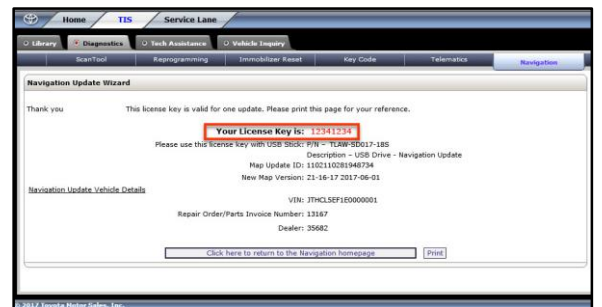 Home TIS Service Lane
Library Diagnostics Tech Assistance Vehicle Inquiry
ScanTool Reprogramming Immobilizer Reset Key Code Telematics Navigation
Navigation Update Wizard
Thank you This license key is valid for one update. Please print this page for your reference.
Your License Key is: 12341234
Please use this license key with USB Stick: P/N - TLAW-SD017-18S
Description - USB Drive - Navigation Update
Map Update ID: 1102110281948734
New Map Version: 21-16-17 2017-06-01
Navigation Update Vehicle Details
VIN: JTHCL5EF1E0000001
Repair Order/Parts Invoice Number: 13167
Dealer: 35682
Click here to return to the Navigation homepage Print
© 2017 Toyota Motor Sales, Inc.